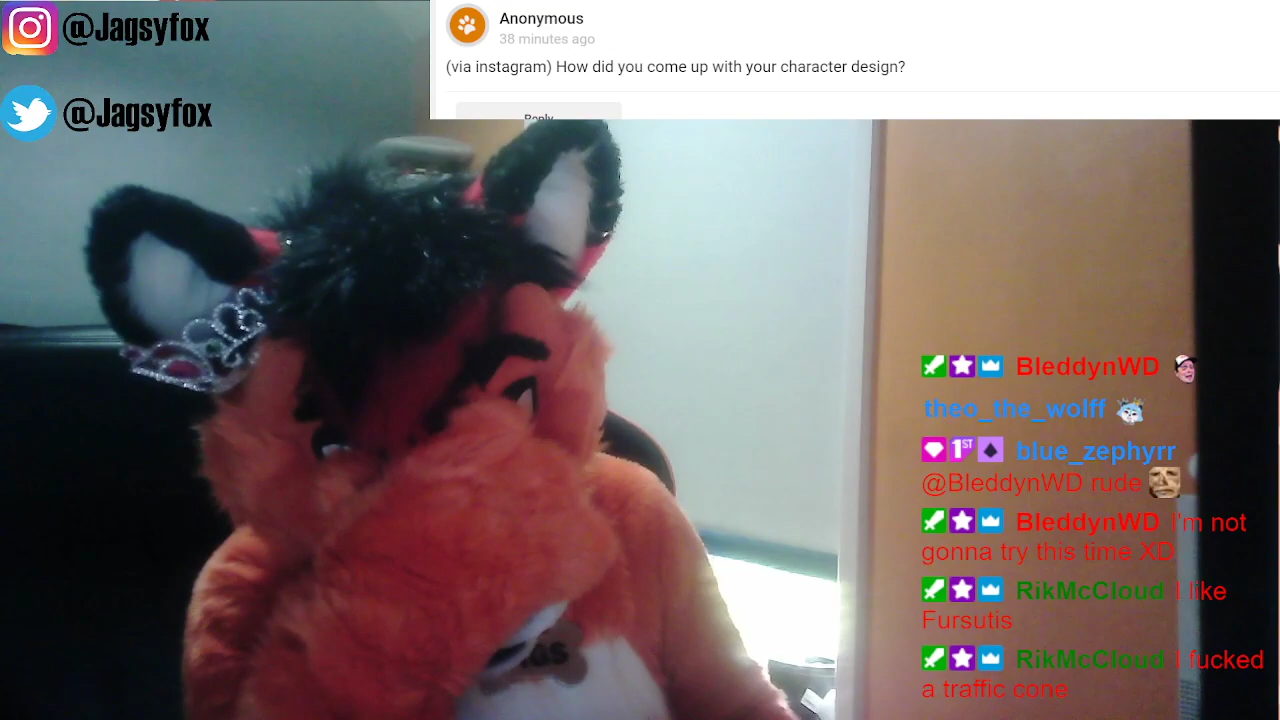 @Jagsyfox
@Jagsyfox
Anonymous
38 minutes ago
(via instagram) How did you come up with your character design?
Reply
BleddynWD
theo_the_wolff
1ST blue_zephyrr
@BleddynWD rude
BleddynWD I'm not
gonna try this time XD
RikMcCloud I like
Fursutis
RikMcCloud I fucked
a traffic cone